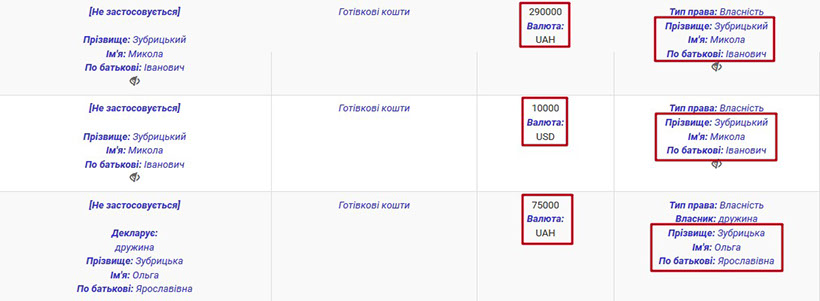 [Не застосовується]
Прізвище: Зубрицький
Ім'я: Микола
По батькові: Іванович
Готівкові кошти
290000
Валюта:
UAH
Тип права: Власність
Прізвище: Зубрицький
Ім'я: Микола
По батькові: Іванович
[Не застосовується]
Прізвище: Зубрицький
Ім'я: Микола
По батькові: Іванович
Готівкові кошти
10000
Валюта:
USD
Тип права: Власність
Прізвище: Зубрицький
Ім'я: Микола
По батькові: Іванович
[Не застосовується]
Декларує:
дружина
Прізвище: Зубрицька
Ім'я: Ольга
По батькові: Ярославівна
Готівкові кошти
75000
Валюта:
UAH
Тип права: Власність
Власник: дружина
Прізвище: Зубрицька
Ім'я: Ольга
По батькові: Ярославівна